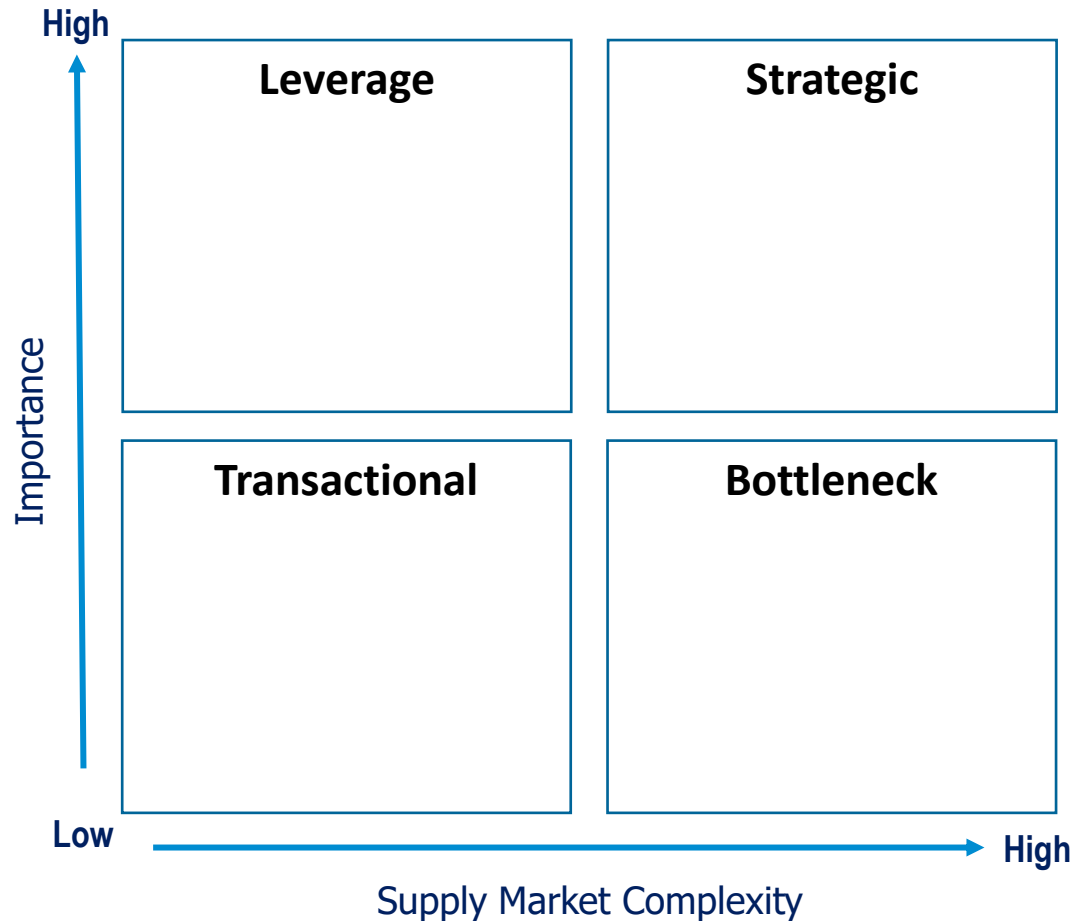 High
Leverage
Strategic
Importance
Transactional
Bottleneck
Low
High
Supply Market Complexity